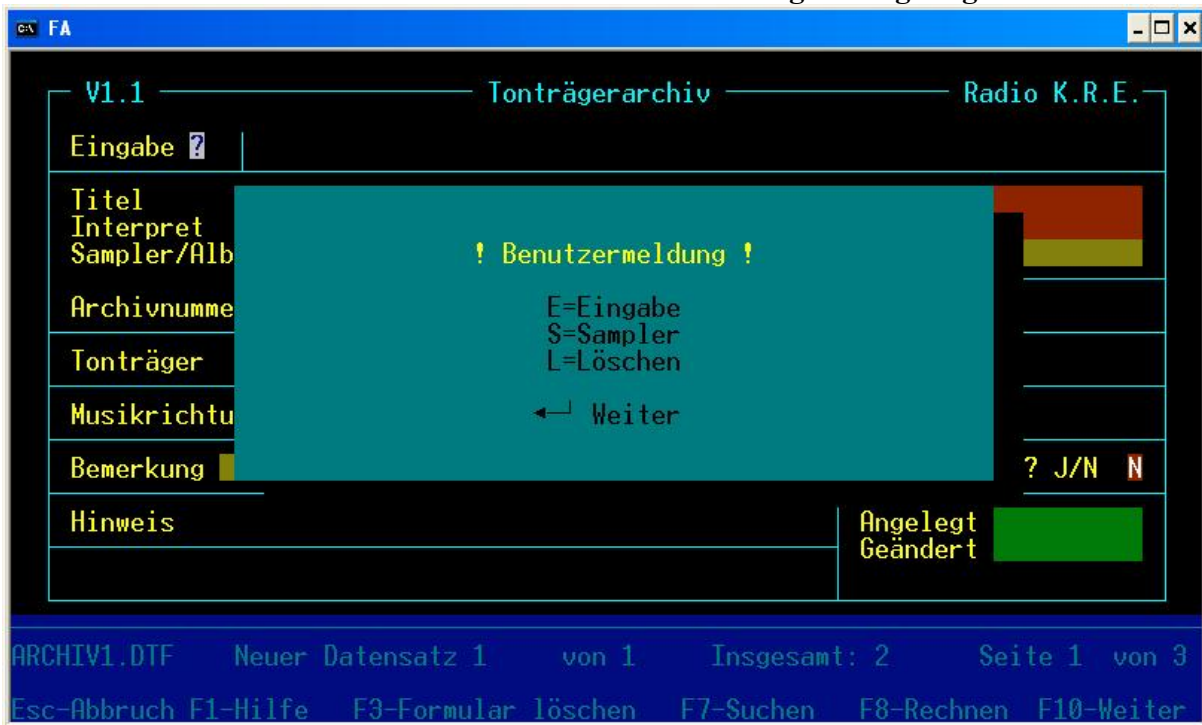 FA
V1.1 Tonträgerarchiv Radio K.R.E.
Eingabe ?
Titel
Interpret
Sampler/Alb
! Benutzermeldung !
Archivnumme
E=Eingabe
S=Sampler
Tonträger
L=Löschen
Musikrichtu
Weiter
Bemerkung ? J/N N
Hinweis Angelegt
Geändert
ARCHIV1.DTF Neuer Datensatz 1 von 1 Insgesamt: 2 Seite 1 von 3
Esc-Abbruch F1-Hilfe F3-Formular löschen F7-Suchen F8-Rechnen F10-Weiter